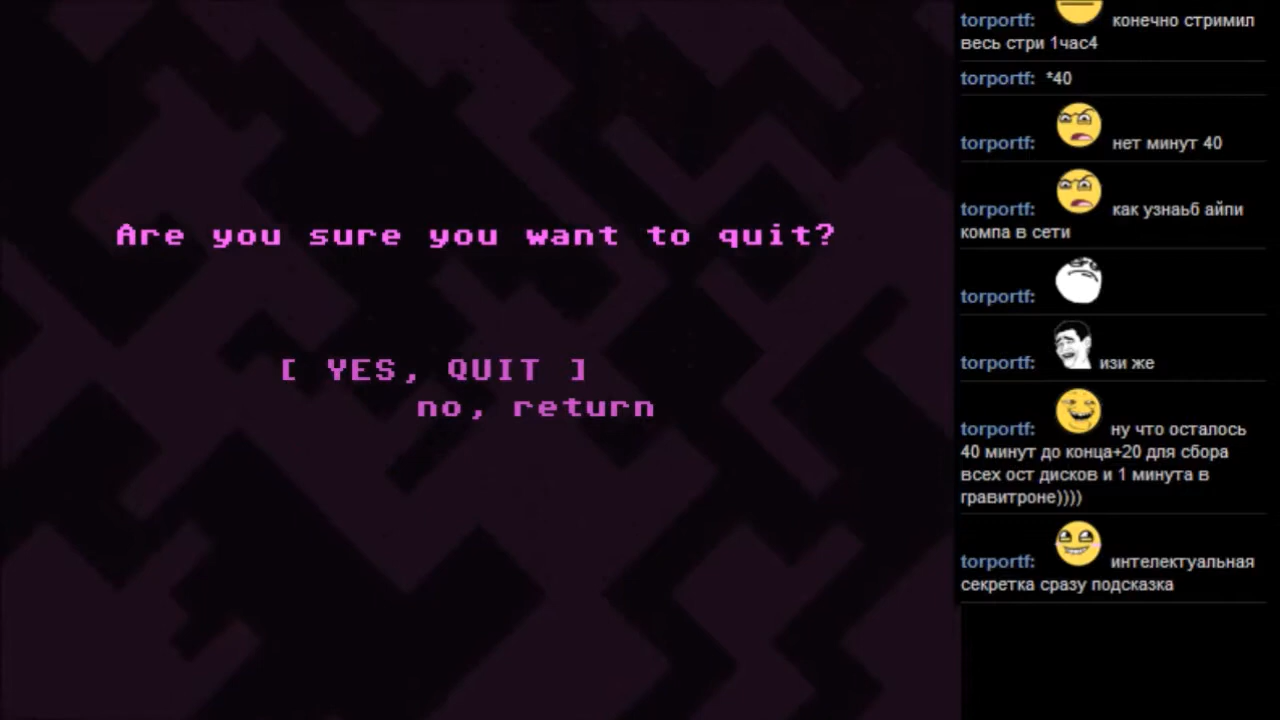 Are you sure you want to quit?
[ YES, QUIT ]
no, return
torportf: конечно стримил
весь стри 1час4
torportf: *40
torportf: нет минут 40
torportf: как узнаьб айпи
компа в сети
torportf:
torportf: изи же
torportf: ну что осталось
40 минут до конца+20 для сбора
всех ост дисков и 1 минута в
гравитроне))))
torportf: интелектуальная
секретка сразу подсказка